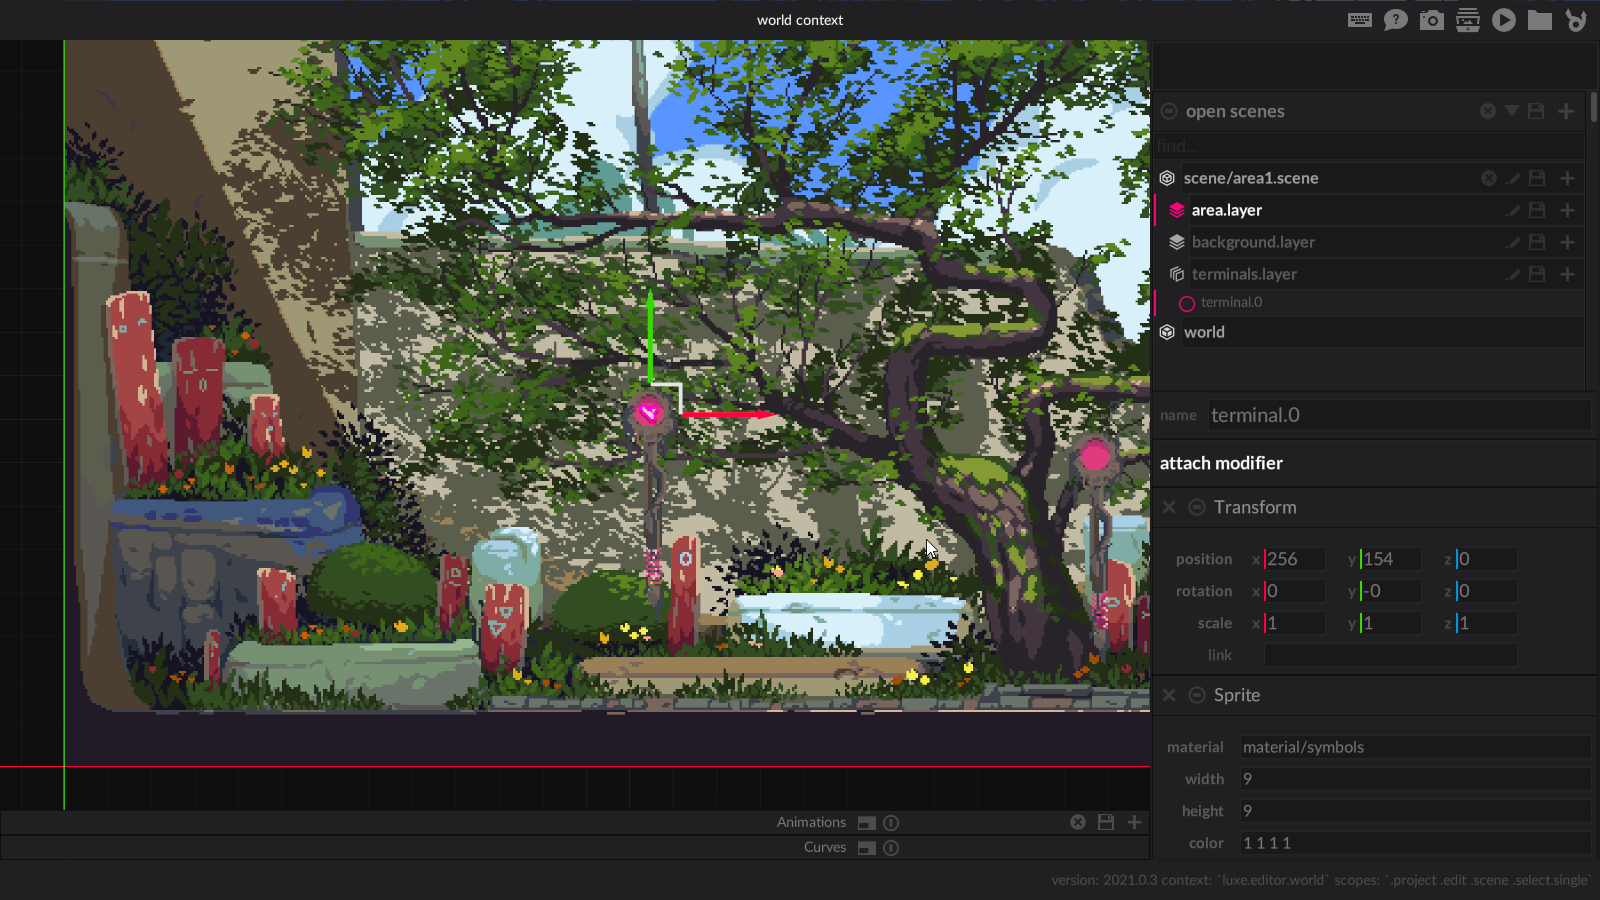 world context
open scenes
find...
scene/area1.scene
area.layer
background.layer
terminals.layer
terminal.0
world
name terminal.0
attach modifier
Transform
position x 256 y 154 z 0
rotation x 0 y -0 z 0
scale x 1 y 1 z 1
link
Sprite
material material/symbols
width 9
height 9
color 1 1 1 1
Animations
Curves
version: 2021.0.3 context: `luxe.editor.world` scopes: `.project .edit .scene .select.single`